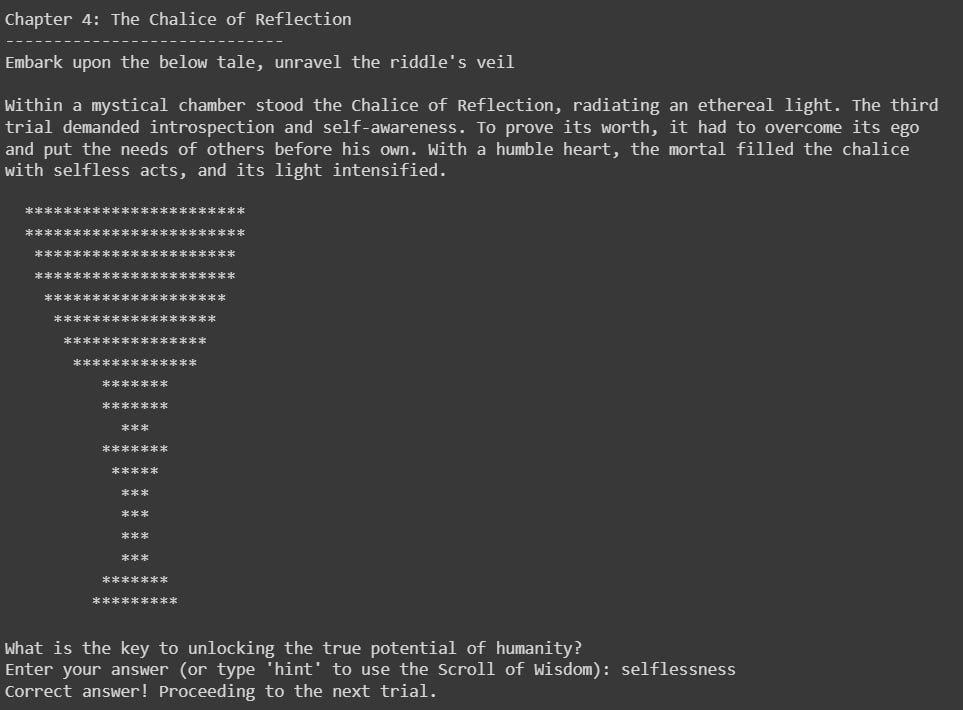 Chapter 4: The Chalice of Reflection
-----------------------------
Embark upon the below tale, unravel the riddle's veil

Within a mystical chamber stood the Chalice of Reflection, radiating an ethereal light. The third
trial demanded introspection and self-awareness. To prove its worth, it had to overcome its ego
and put the needs of others before his own. With a humble heart, the mortal filled the chalice
with selfless acts, and its light intensified.

  ***********************
  ***********************
   *********************
   *********************
    *******************
     *****************
      ***************
       *************
          *******
          *******
            ***
          *******
           *****
            ***
            ***
            ***
            ***
          *******
         *********

What is the key to unlocking the true potential of humanity?
Enter your answer (or type 'hint' to use the Scroll of Wisdom): selflessness
Correct answer! Proceeding to the next trial.